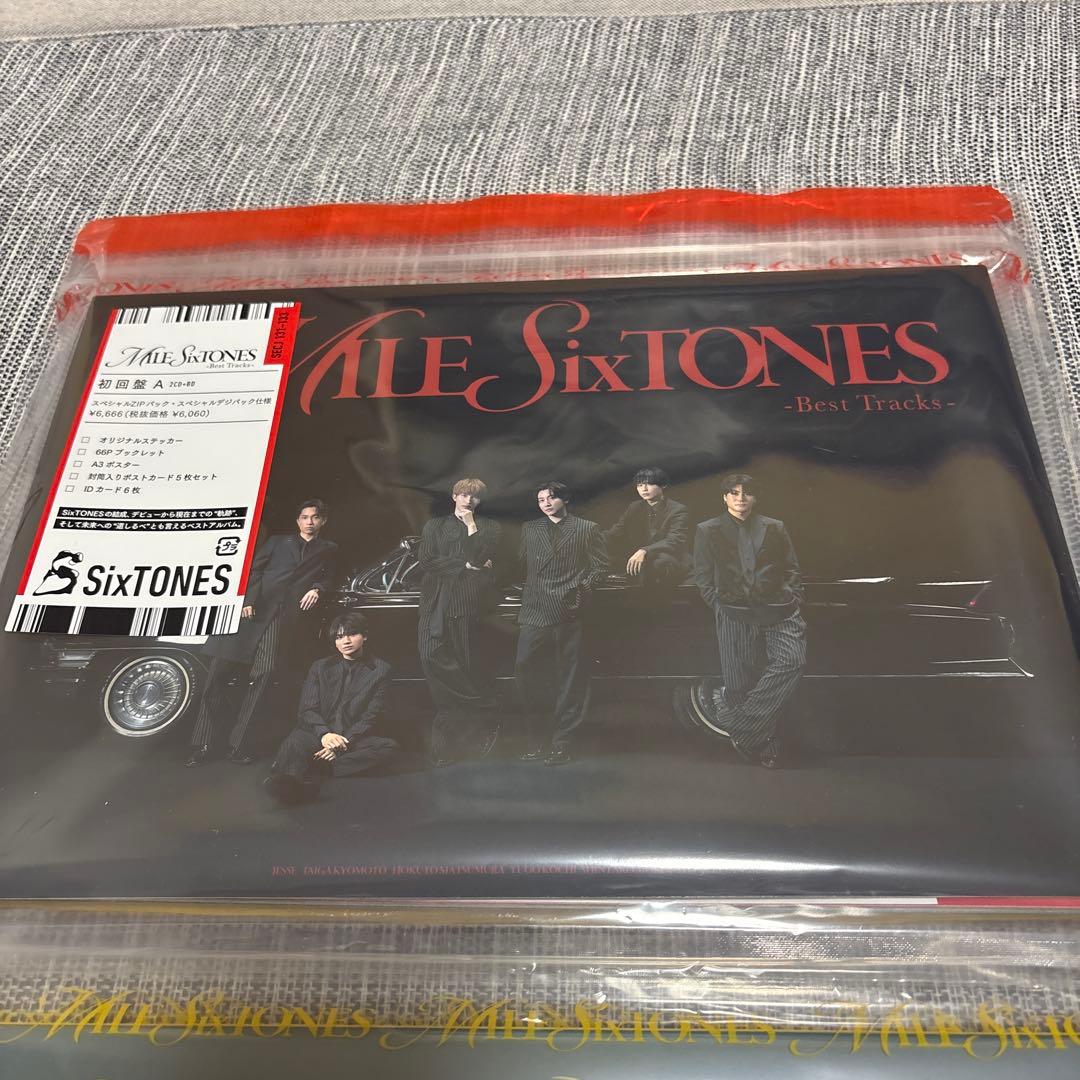 MILE SixTONES
-Best Tracks-
SECJ 131-133
MILE SixTONES
-Best Tracks-
初回盤 A 2CD+BD
スペシャルZIPパック・スペシャルデジパック仕様
¥6,666(税抜価格 ¥6,060)
□ オリジナルステッカー
□ 66P ブックレット
□ A3 ポスター
□ 封筒入りポストカード5枚セット
□ IDカード6枚
SixTONESの結成、デビューから現在までの"軌跡"、
そして未来への"道しるべ"とも言えるベストアルバム。
プラ
SixTONES
JESSE TAIGA KYOMOTO HOKUTO MATSUMURA YUGO KOCHI
MILE SixTONES MILE SixTONES MILE SixTONES